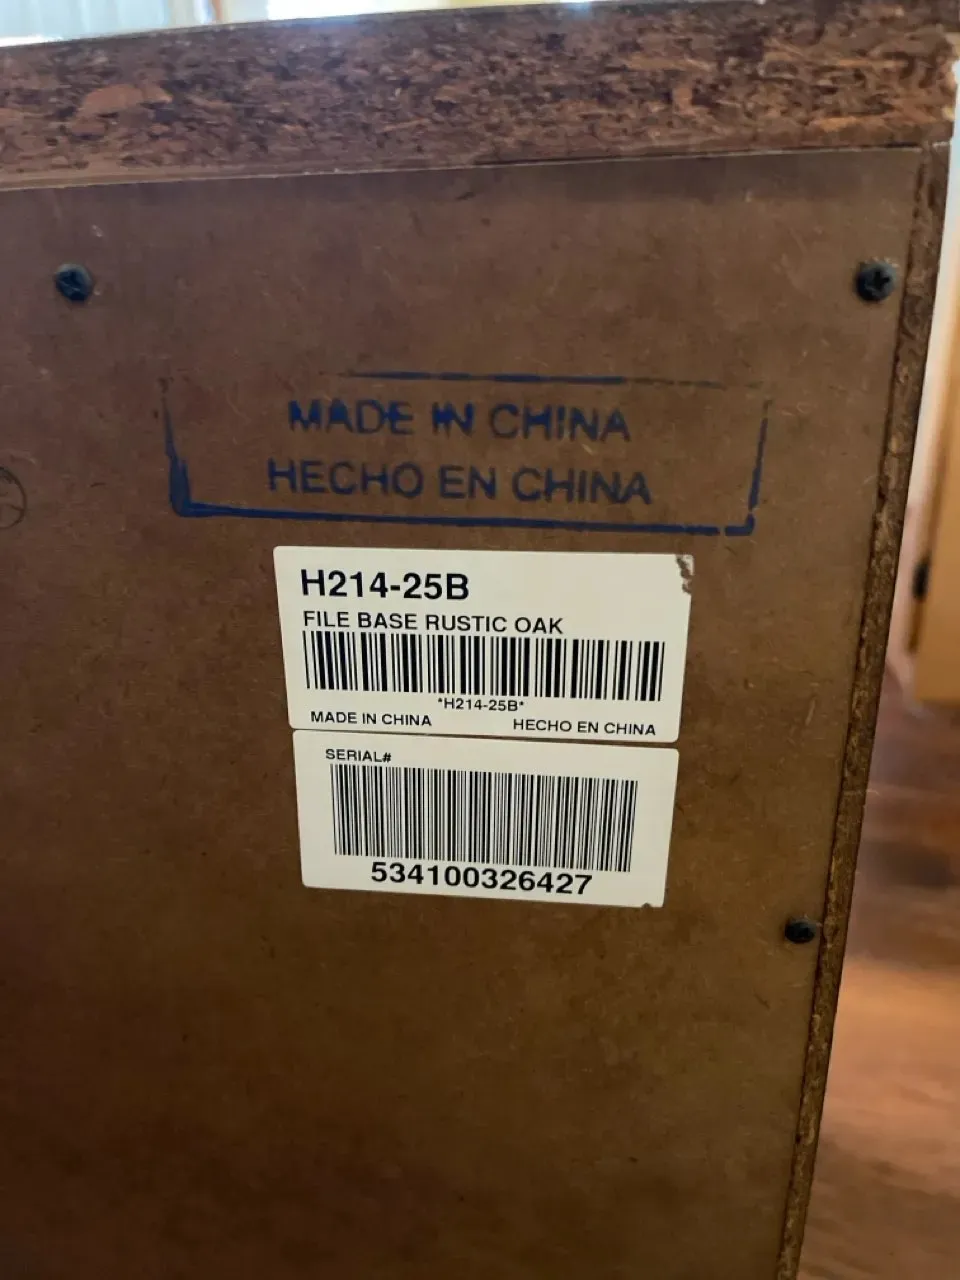 MADE IN CHINA
HECHO EN CHINA
H214-25B
FILE BASE RUSTIC OAK
*H214-25B*
MADE IN CHINA HECHO EN CHINA
SERIAL#
534100326427